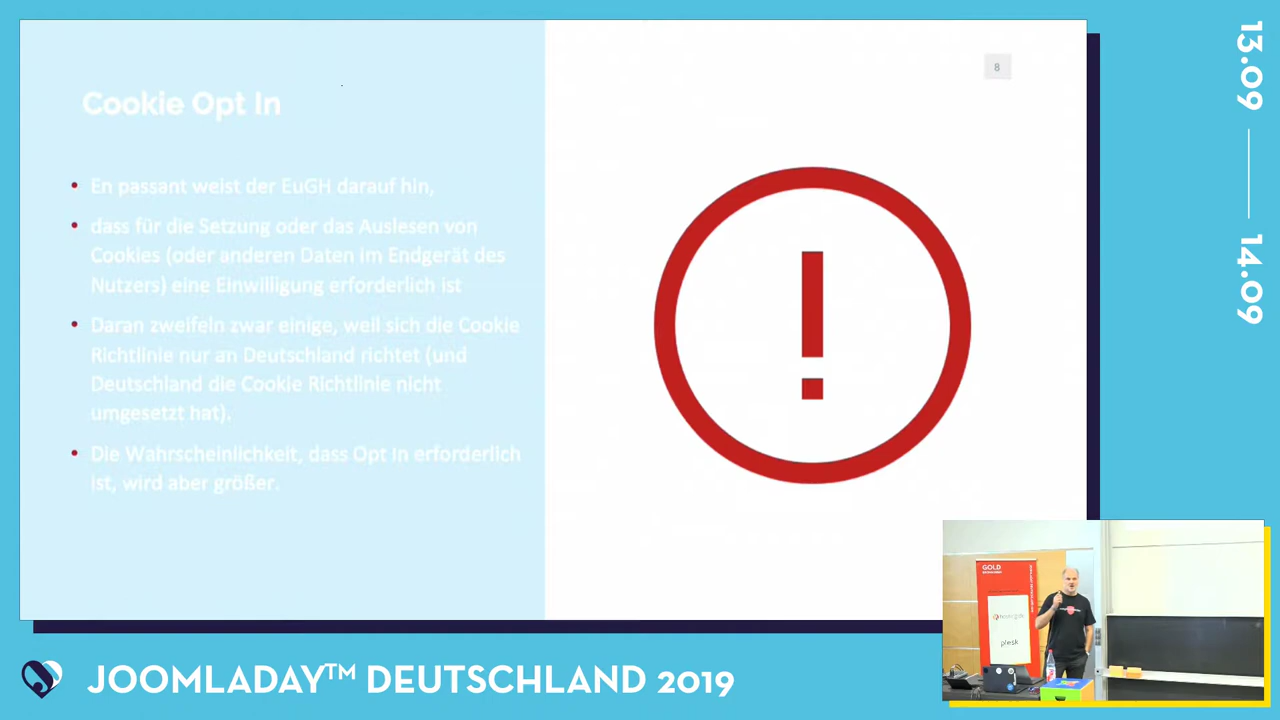 8
Cookie Opt In
En passant weist der EuGH darauf hin,
dass für die Setzung oder das Auslesen von
Cookies (oder anderen Daten im Endgerät des
Nutzers) eine Einwilligung erforderlich ist
Daran zweifeln zwar einige, weil sich die Cookie
Richtlinie nur an Deutschland richtet (und
Deutschland die Cookie Richtlinie nicht
umgesetzt hat).
Die Wahrscheinlichkeit, dass Opt In erforderlich
ist, wird aber größer.
13.09
14.09
GOLD
plesk
JOOMLADAY™ DEUTSCHLAND 2019